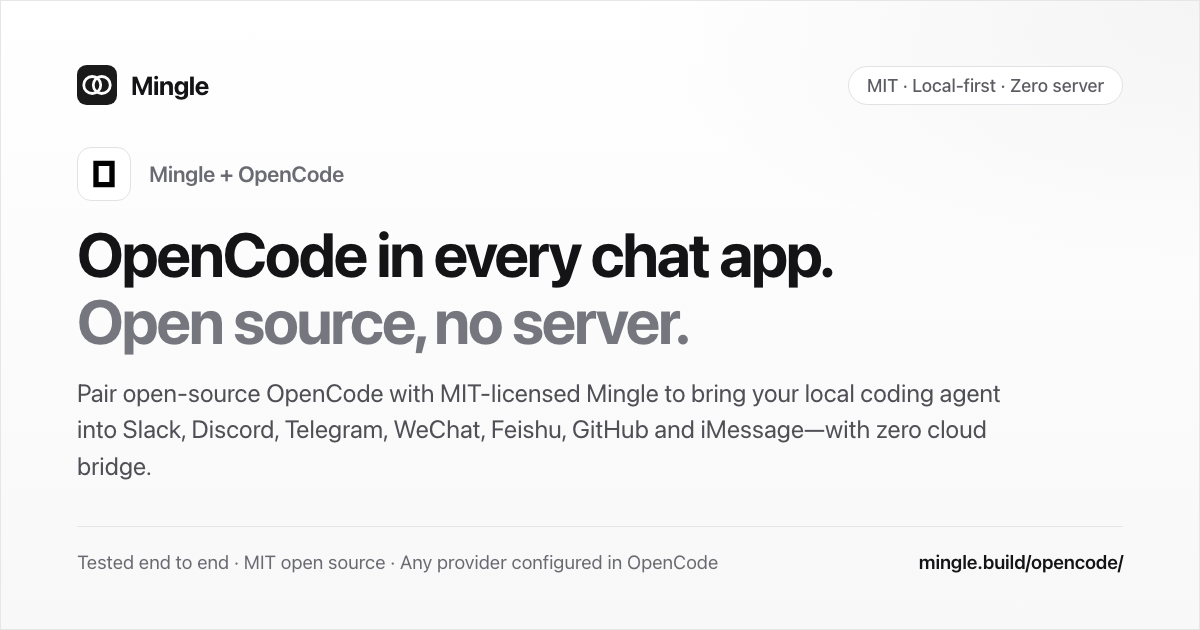 Mingle
MIT · Local-first · Zero server
Mingle + OpenCode
OpenCode in every chat app.
Open source, no server.
Pair open-source OpenCode with MIT-licensed Mingle to bring your local coding agent
into Slack, Discord, Telegram, WeChat, Feishu, GitHub and iMessage—with zero cloud
bridge.
Tested end to end · MIT open source · Any provider configured in OpenCode
mingle.build/opencode/